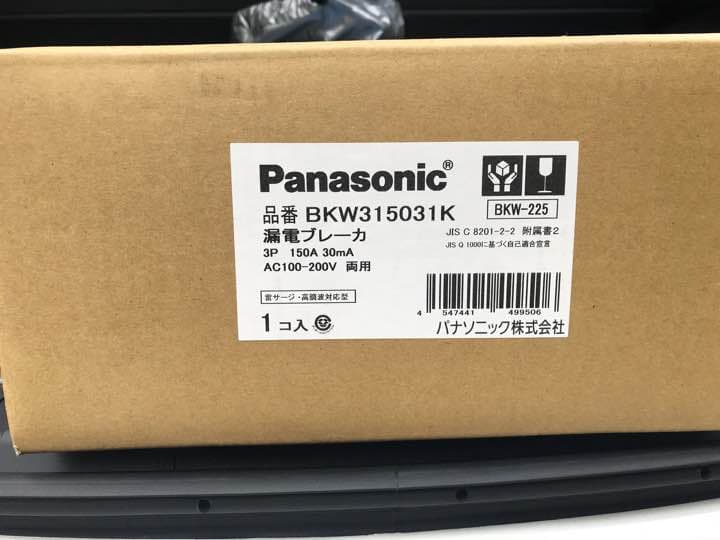 Panasonic®
品番 BKW315031K
BKW-225
漏電ブレーカ
JIS C 8201-2-2 附属書2
3P 150A 30mA
JIS Q 1000に基づく自己適合宣言
AC100-200V 両用
雷サージ・高調波対応型
1コ入
4 547441 499506
パナソニック株式会社